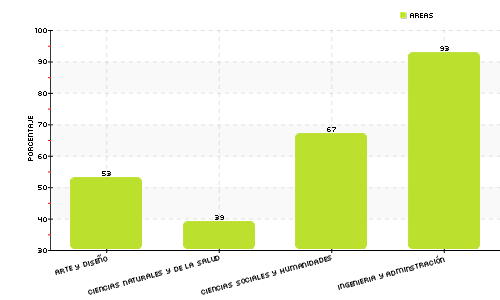 AREAS
100
90
80
70
60
50
40
30
PORCENTAJE
53
39
67
93
ARTE Y DISEÑO
CIENCIAS NATURALES Y DE LA SALUD
CIENCIAS SOCIALES Y HUMANIDADES
INGENIERIA Y ADMINSTRACIÓN